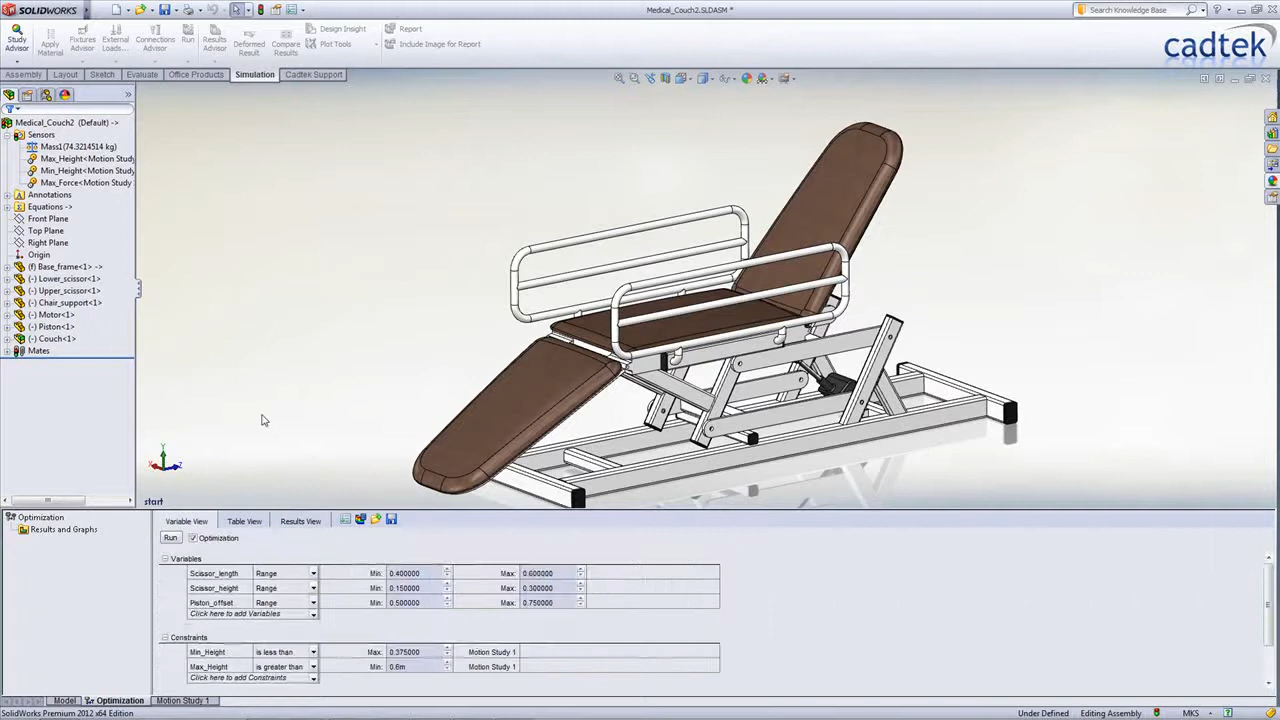 SOLIDWORKS
Medical_Couch2.SLDASM *
Search Knowledge Base
Study Advisor
Apply Material
Fixtures Advisor
External Loads...
Connections Advisor
Run
Results Advisor
Deformed Result
Compare Results
Design Insight
Plot Tools
Report
Include Image for Report
cadtek
Assembly Layout Sketch Evaluate Office Products Simulation Cadtek Support
Medical_Couch2 (Default) ->
Sensors
Mass1(74.3214514 kg)
Max_Height<Motion Study
Min_Height<Motion Study
Max_Force<Motion Study
Annotations
Equations ->
Front Plane
Top Plane
Right Plane
Origin
(f) Base_frame<1> ->
(-) Lower_scissor<1>
(-) Upper_scissor<1>
(-) Chair_support<1>
(-) Motor<1>
(-) Piston<1>
(-) Couch<1>
Mates
Y
X
Z
start
Optimization
Results and Graphs
Variable View Table View Results View
Run Optimization
Variables
Scissor_length Range Min: 0.400000 Max: 0.600000
Scissor_height Range Min: 0.150000 Max: 0.300000
Piston_offset Range Min: 0.500000 Max: 0.750000
Click here to add Variables
Constraints
Min_Height is less than Max: 0.375000 Motion Study 1
Max_Height is greater than Min: 0.6m Motion Study 1
Click here to add Constraints
Model Optimization Motion Study 1
SolidWorks Premium 2012 x64 Edition
Under Defined Editing Assembly MKS